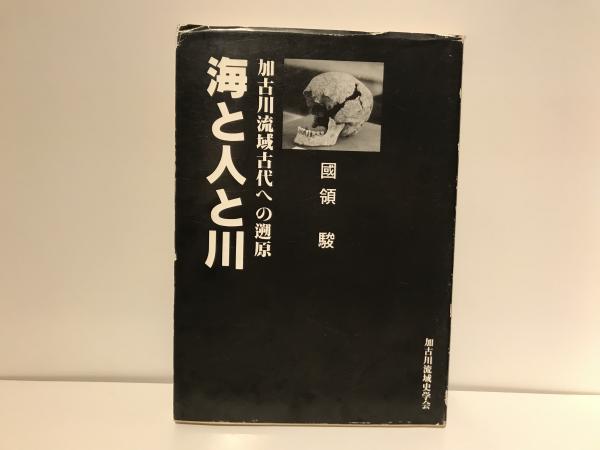 海と人と川
加古川流域古代への遡原
國領 駿
加古川流域史学会